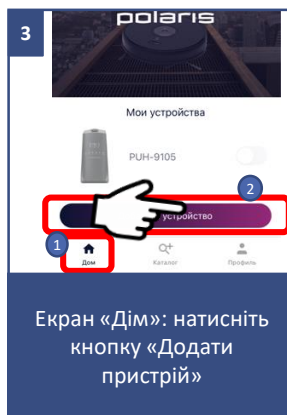 3
polaris
Мои устройства
PUH-9105
2
устройство
1
Дом
Каталог
Профиль
Екран «Дім»: натисніть
кнопку «Додати
пристрій»